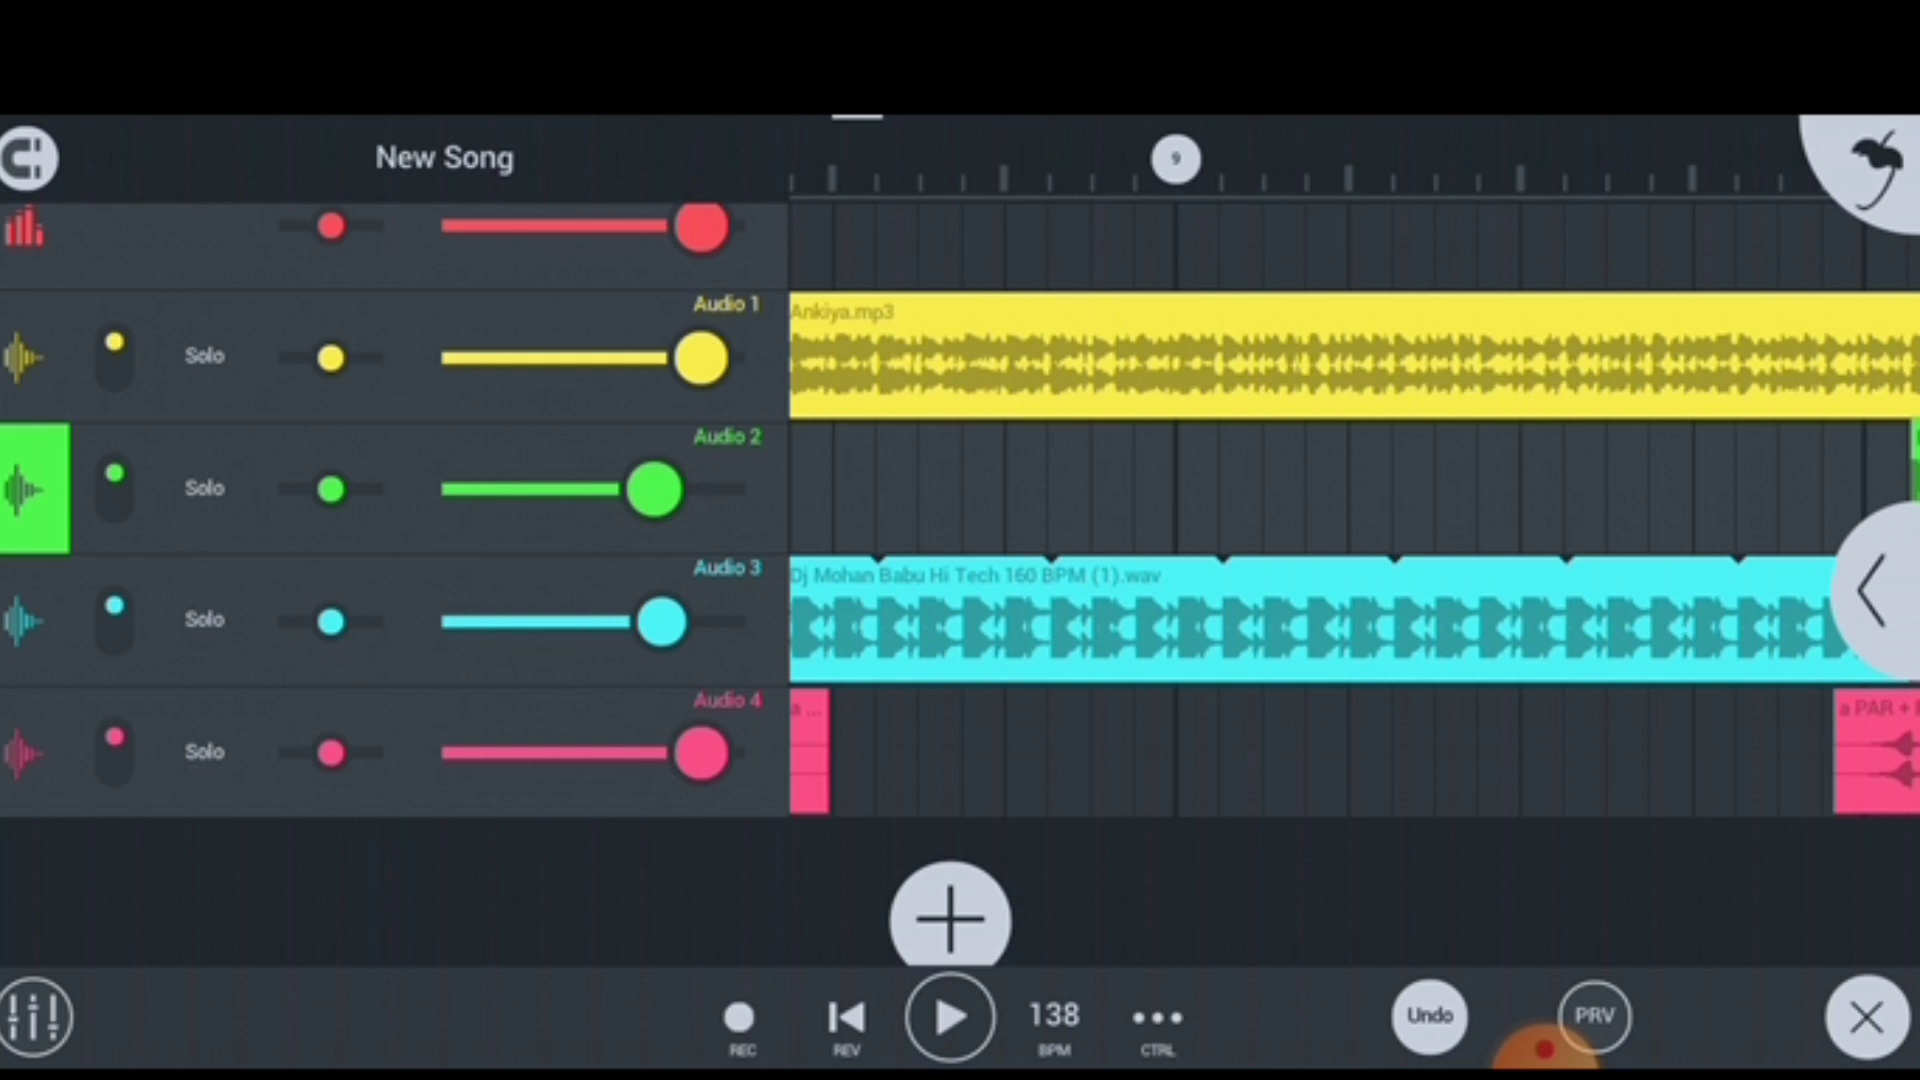 New Song
9
Audio 1
Ankiya.mp3
Solo
Audio 2
Solo
Audio 3
Dj Mohan Babu Hi Tech 160 BPM (1).wav
Solo
Audio 4
a ...
a PAR +
Solo
138
Undo
PRV
REC
REV
BPM
CTRL